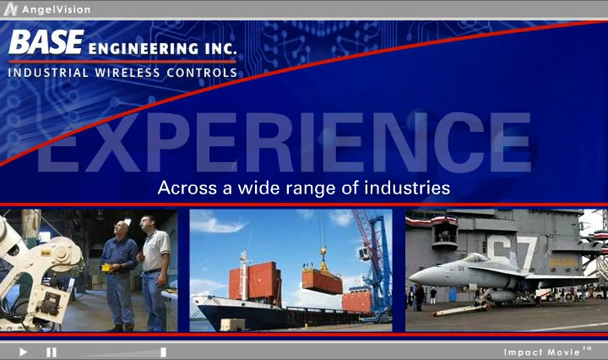 AngelVision
BASE ENGINEERING INC.
INDUSTRIAL WIRELESS CONTROLS
EXPERIENCE
Across a wide range of industries
67
Impact Movie™